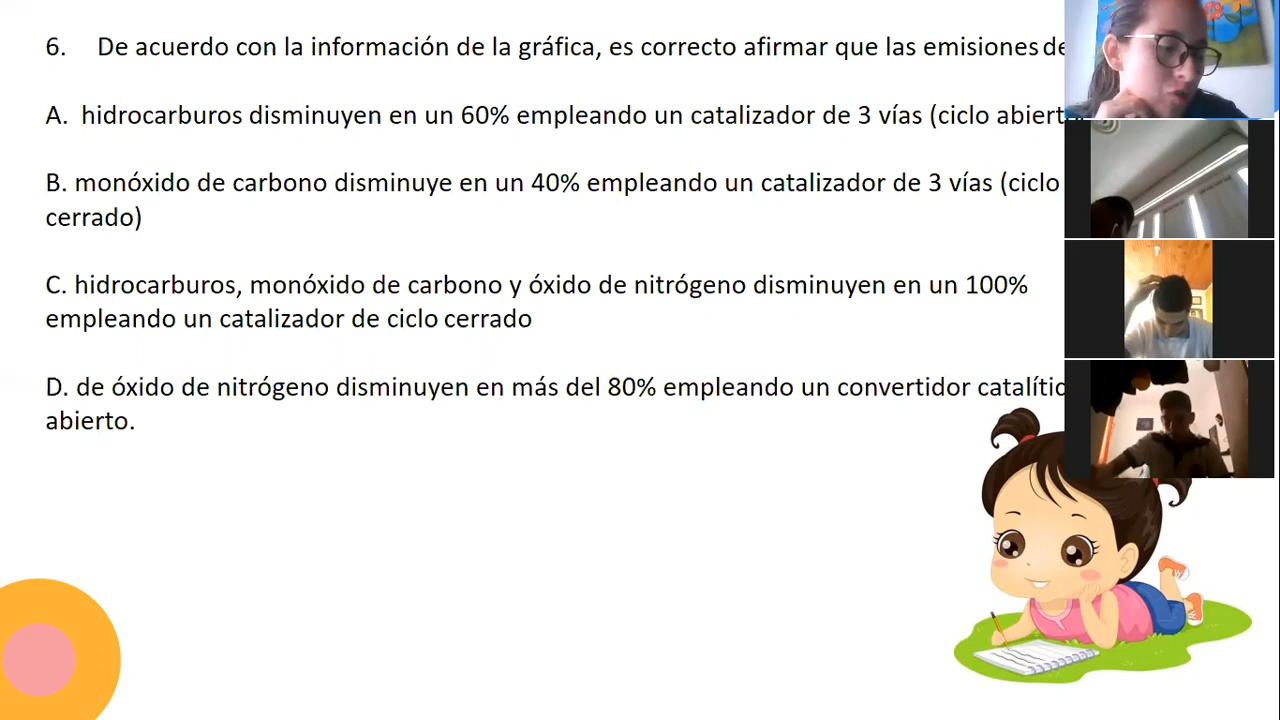 6. De acuerdo con la información de la gráfica, es correcto afirmar que las emisiones de
A. hidrocarburos disminuyen en un 60% empleando un catalizador de 3 vías (ciclo
B. monóxido de carbono disminuye en un 40% empleando un catalizador de 3 vías (ciclo
cerrado)
C. hidrocarburos, monóxido de carbono y óxido de nitrógeno disminuyen en un 100%
empleando un catalizador de ciclo cerrado
D. de óxido de nitrógeno disminuyen en más del 80% empleando un convertidor
abierto.